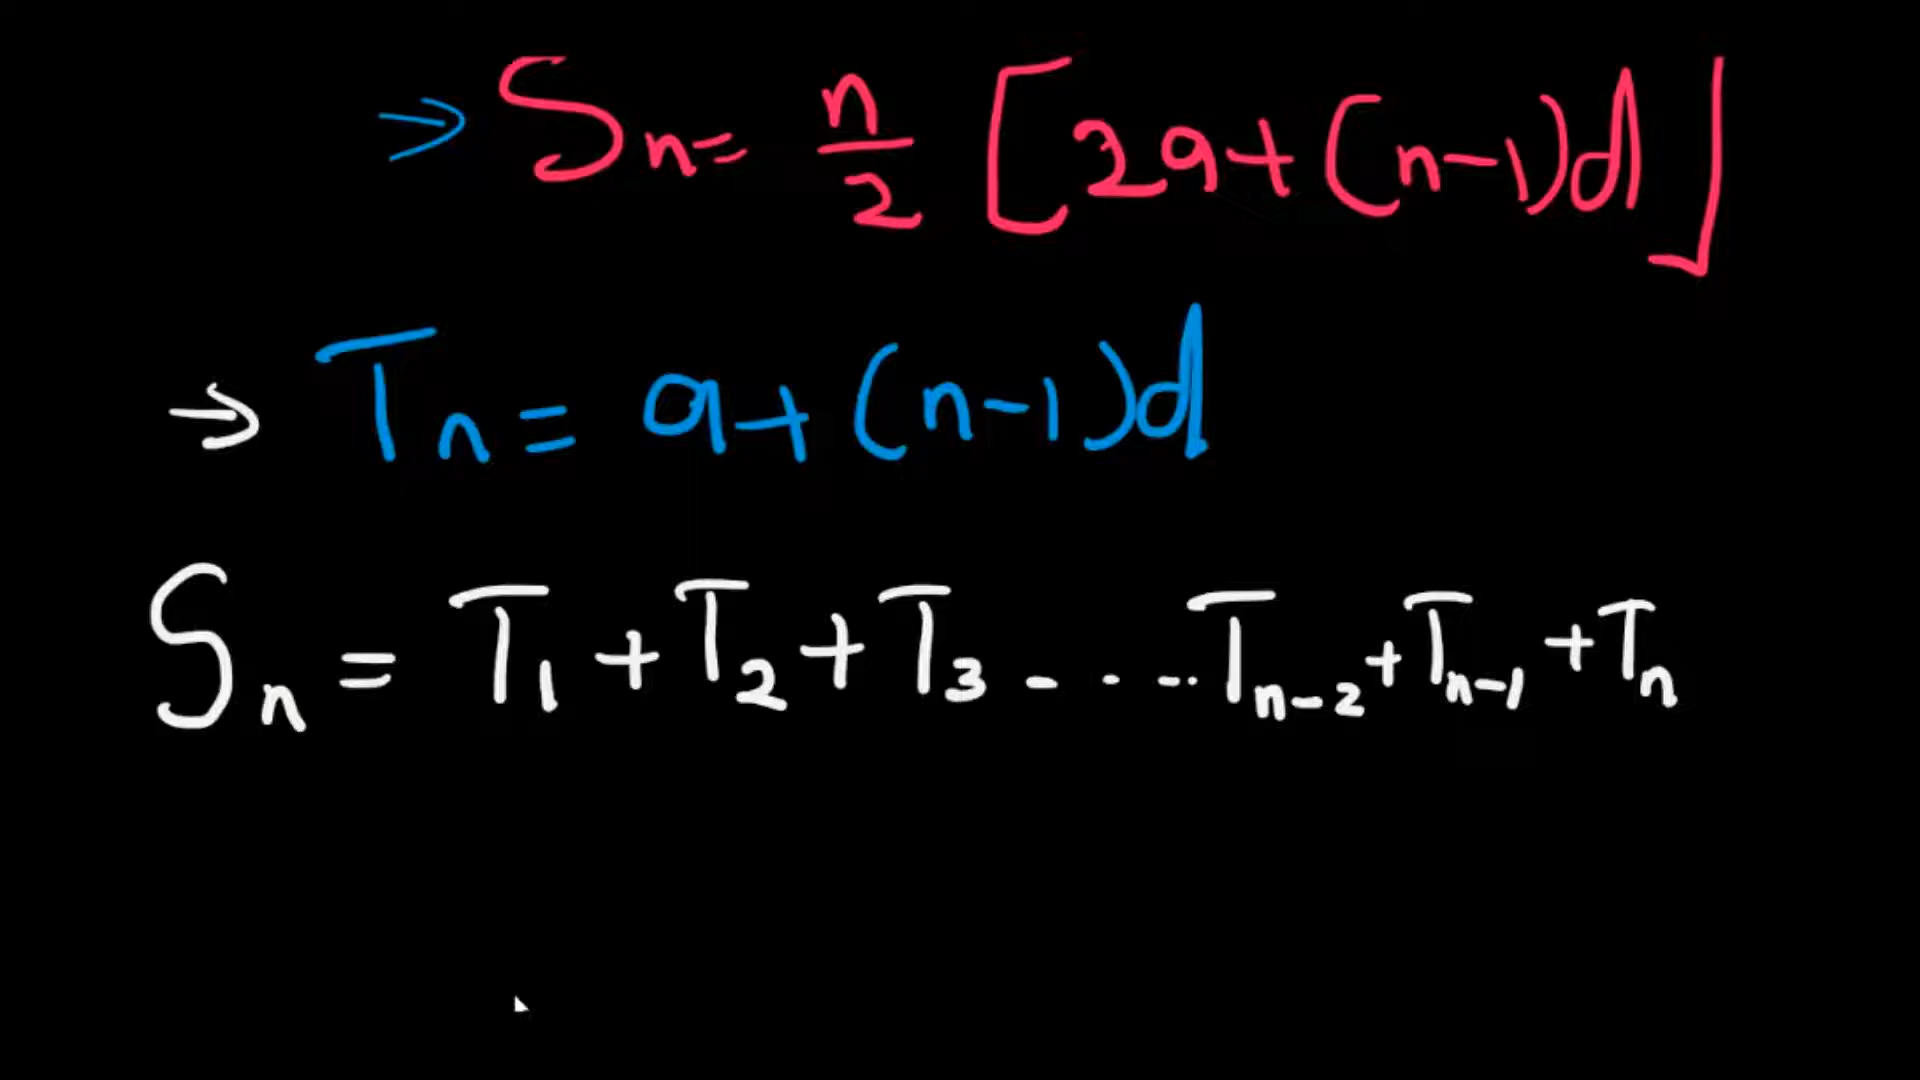 ⇒ Sn = n/2 [2a+(n-1)d]
⇒ Tn = a+(n-1)d
Sn = T1 + T2 + T3 - . . - .. Tn-2 + Tn-1 + Tn